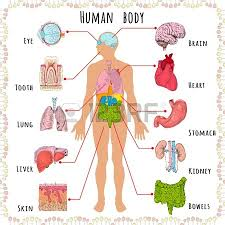 Human body
Eye
Brain
Tooth
Heart
Lung
Stomach
Liver
Kidney
Skin
Bowels